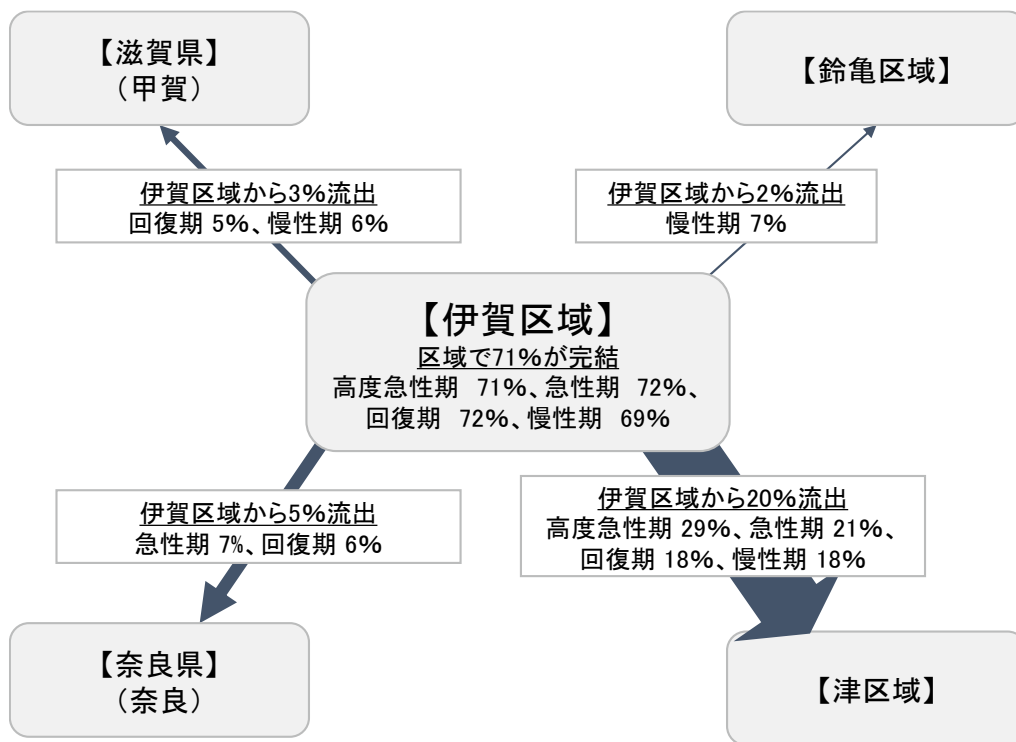 【滋賀県】
（甲賀）
【鈴亀区域】
伊賀区域から3％流出
回復期 5％、慢性期 6％
伊賀区域から2％流出
慢性期 7％
【伊賀区域】
区域で71％が完結
高度急性期　71％、急性期　72％、
回復期　72％、慢性期　69％
伊賀区域から5％流出
急性期 7%、回復期 6％
伊賀区域から20％流出
高度急性期 29％、急性期 21％、
回復期 18％、慢性期 18％
【奈良県】
（奈良）
【津区域】